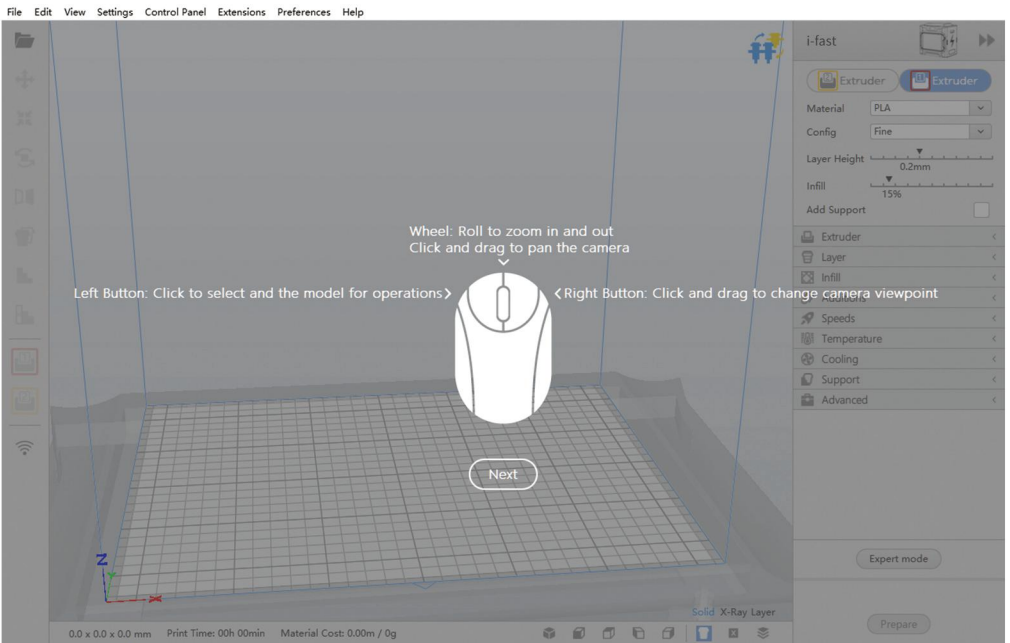 File Edit View Settings Control Panel Extensions Preferences Help
i-fast
Extruder Extruder
Material PLA
Config Fine
Layer Height
0.2mm
Infill
15%
Add Support
Wheel: Roll to zoom in and out
Click and drag to pan the camera
Left Button: Click to select and the model for operations
Right Button: Click and drag to change camera viewpoint
Extruder
Layer
Infill
Additions
Speeds
Temperature
Cooling
Support
Advanced
Next
Z
Expert mode
Solid X-Ray Layer
0.0 x 0.0 x 0.0 mm Print Time: 00h 00min Material Cost: 0.00m / 0g
Prepare